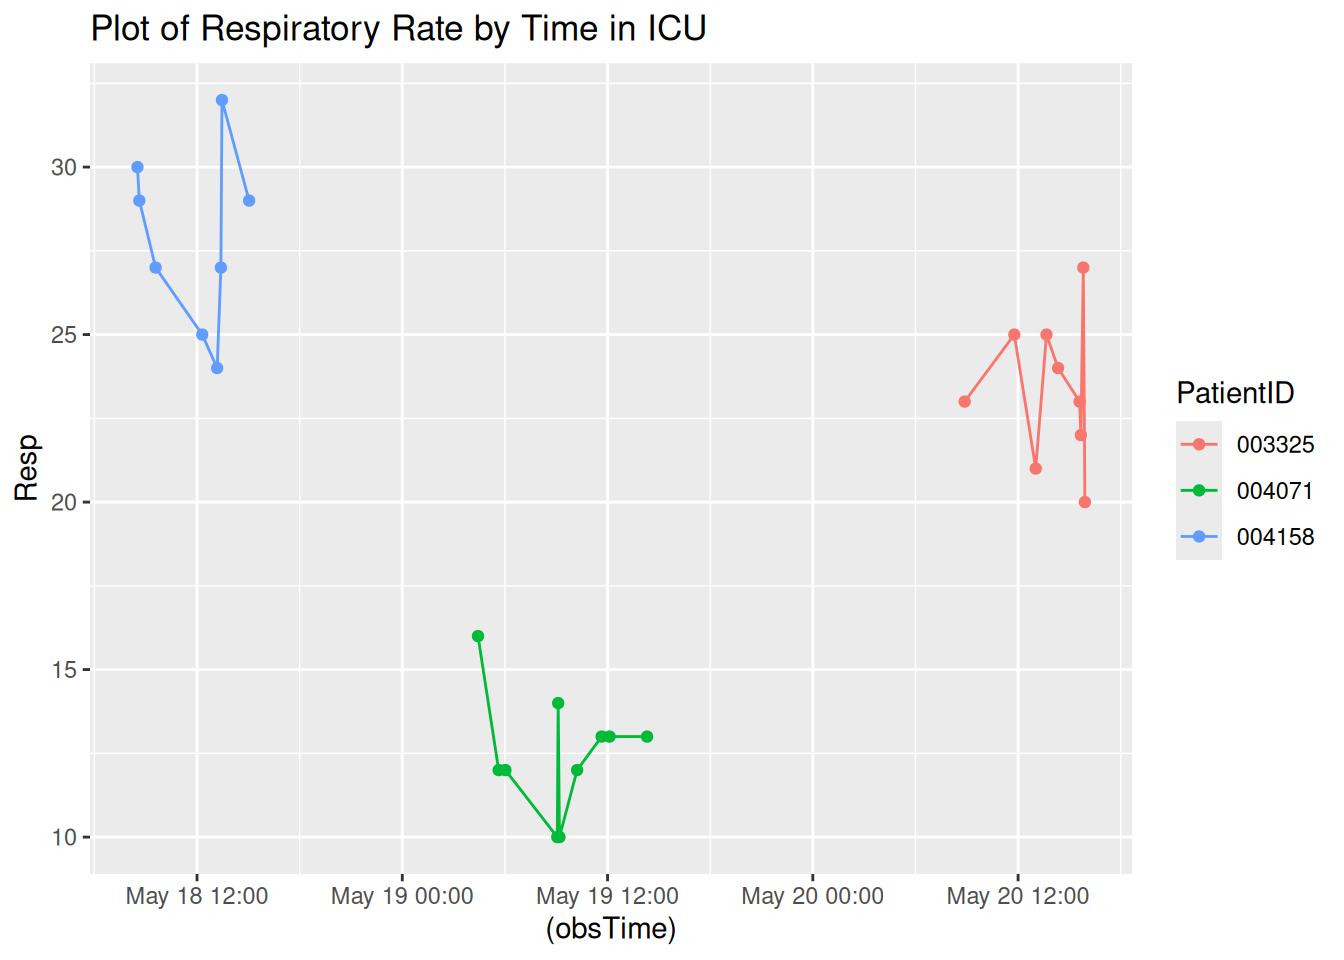 Plot of Respiratory Rate by Time in ICU
Resp
30
25
20
15
10
May 18 12:00
May 19 00:00
May 19 12:00
May 20 00:00
May 20 12:00
(obsTime)
PatientID
003325
004071
004158